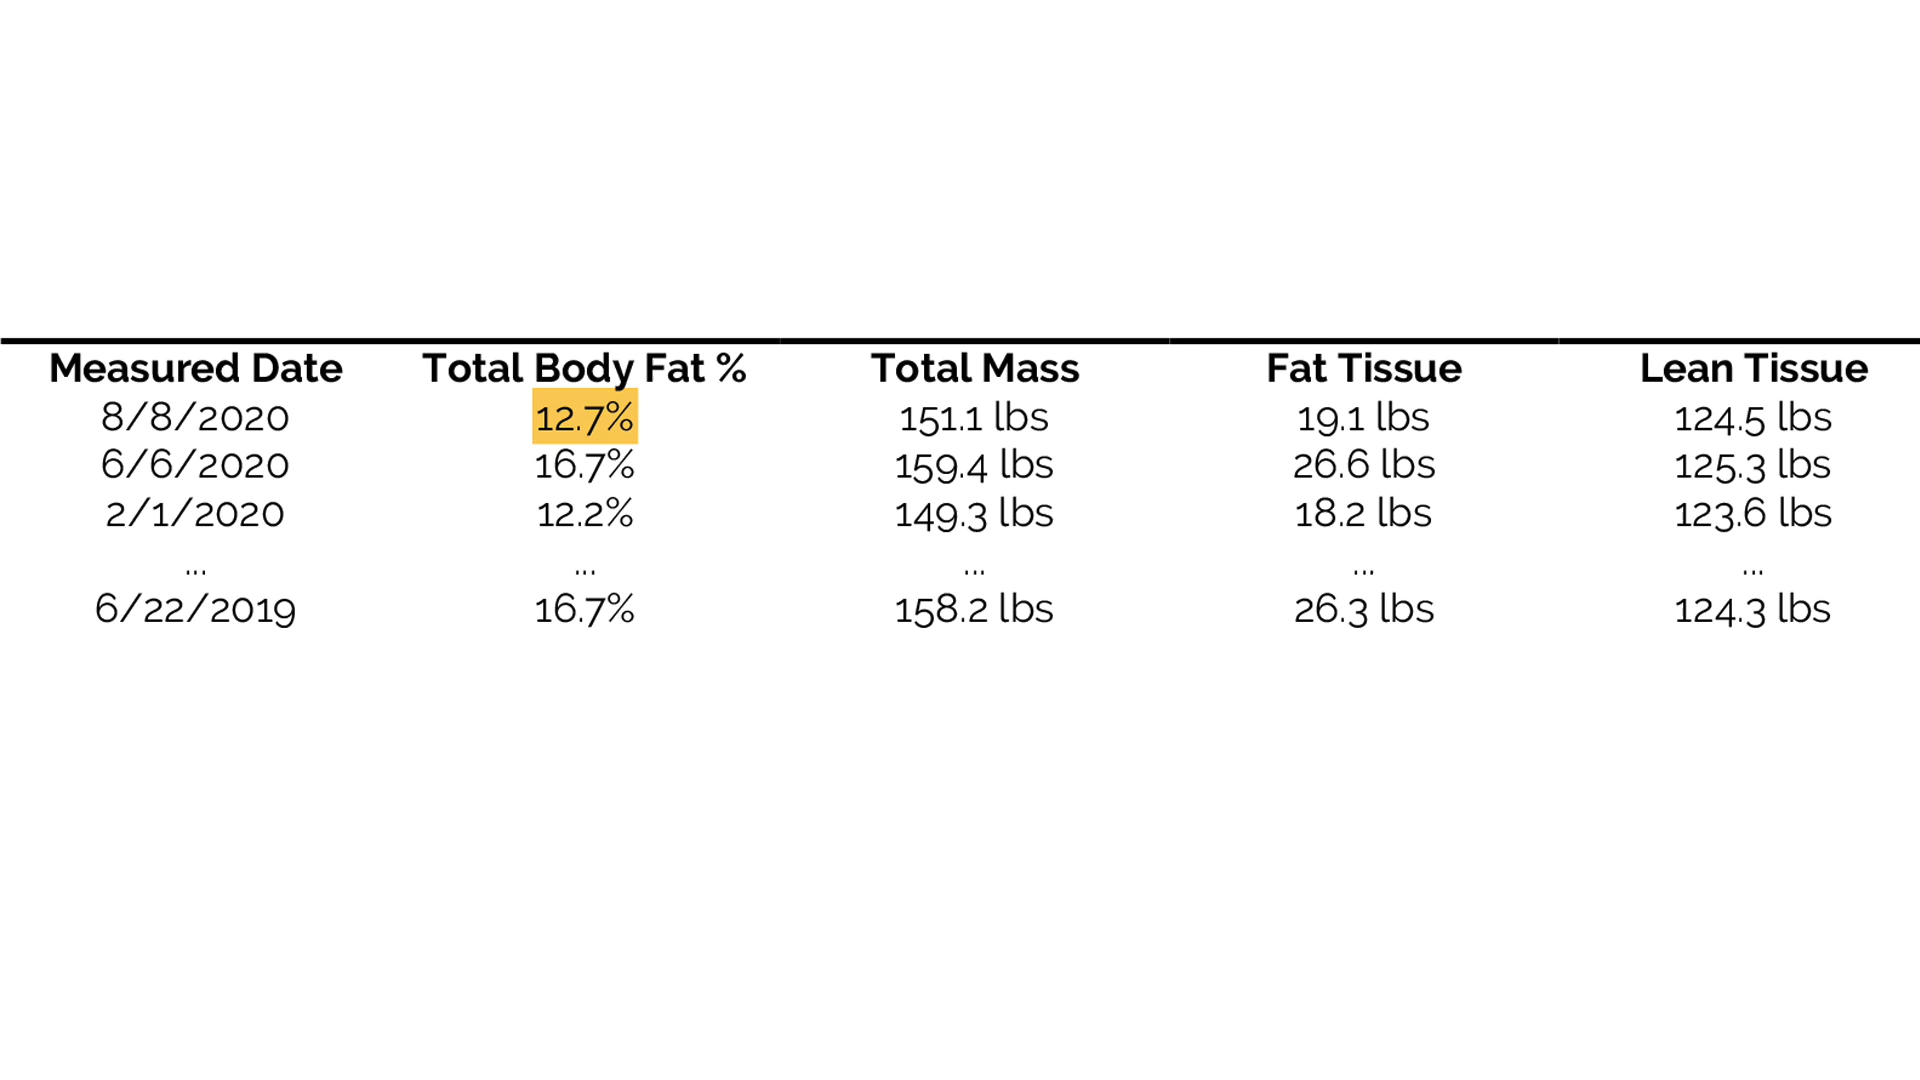 Measured Date Total Body Fat % Total Mass Fat Tissue Lean Tissue
8/8/2020 12.7% 151.1 lbs 19.1 lbs 124.5 lbs
6/6/2020 16.7% 159.4 lbs 26.6 lbs 125.3 lbs
2/1/2020 12.2% 149.3 lbs 18.2 lbs 123.6 lbs
... ... ... ... ...
6/22/2019 16.7% 158.2 lbs 26.3 lbs 124.3 lbs